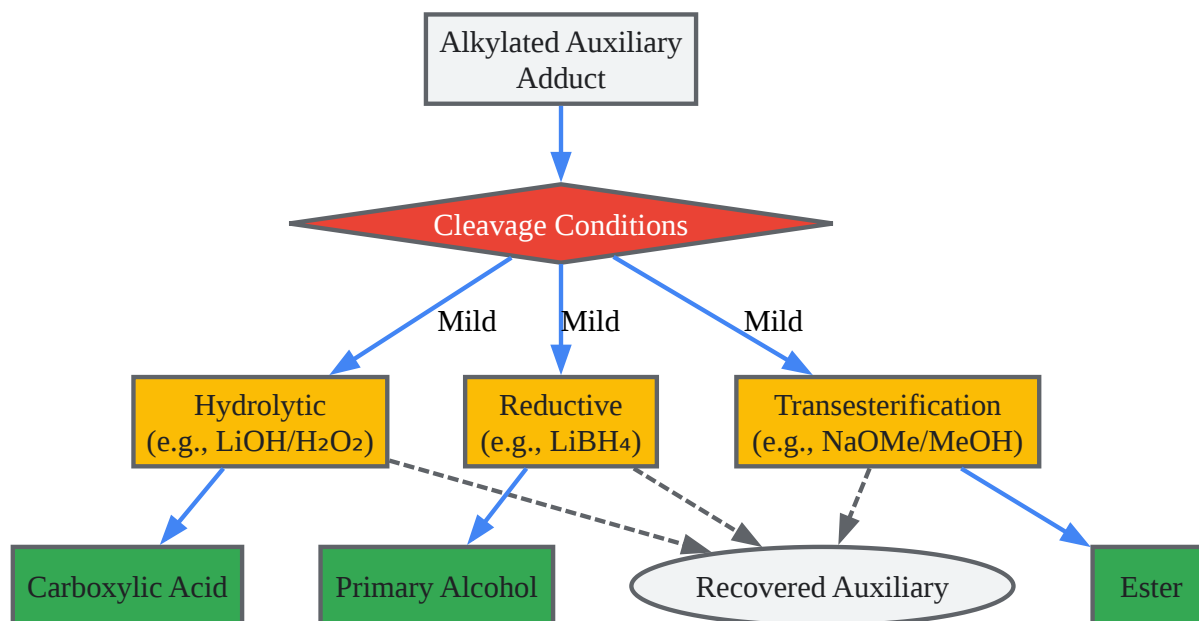 Alkylated Auxiliary
Adduct
Cleavage Conditions
Mild
Mild
Mild
Hydrolytic
(e.g., LiOH/H₂O₂)
Reductive
(e.g., LiBH₄)
Transesterification
(e.g., NaOMe/MeOH)
Carboxylic Acid
Primary Alcohol
Recovered Auxiliary
Ester